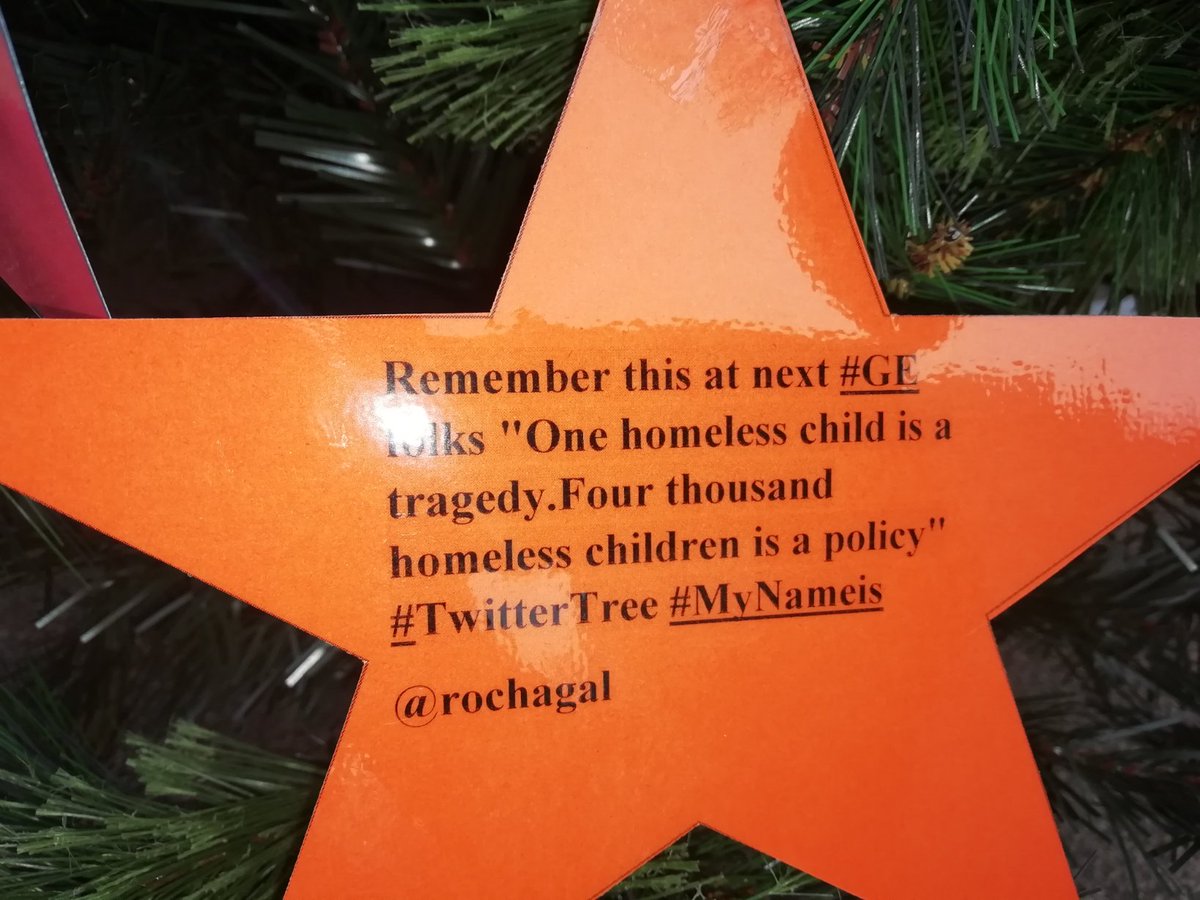 Remember this at next #GE
folks "One homeless child is a
tragedy.Four thousand
homeless children is a policy"
#TwitterTree #MyNameis
@rochagal